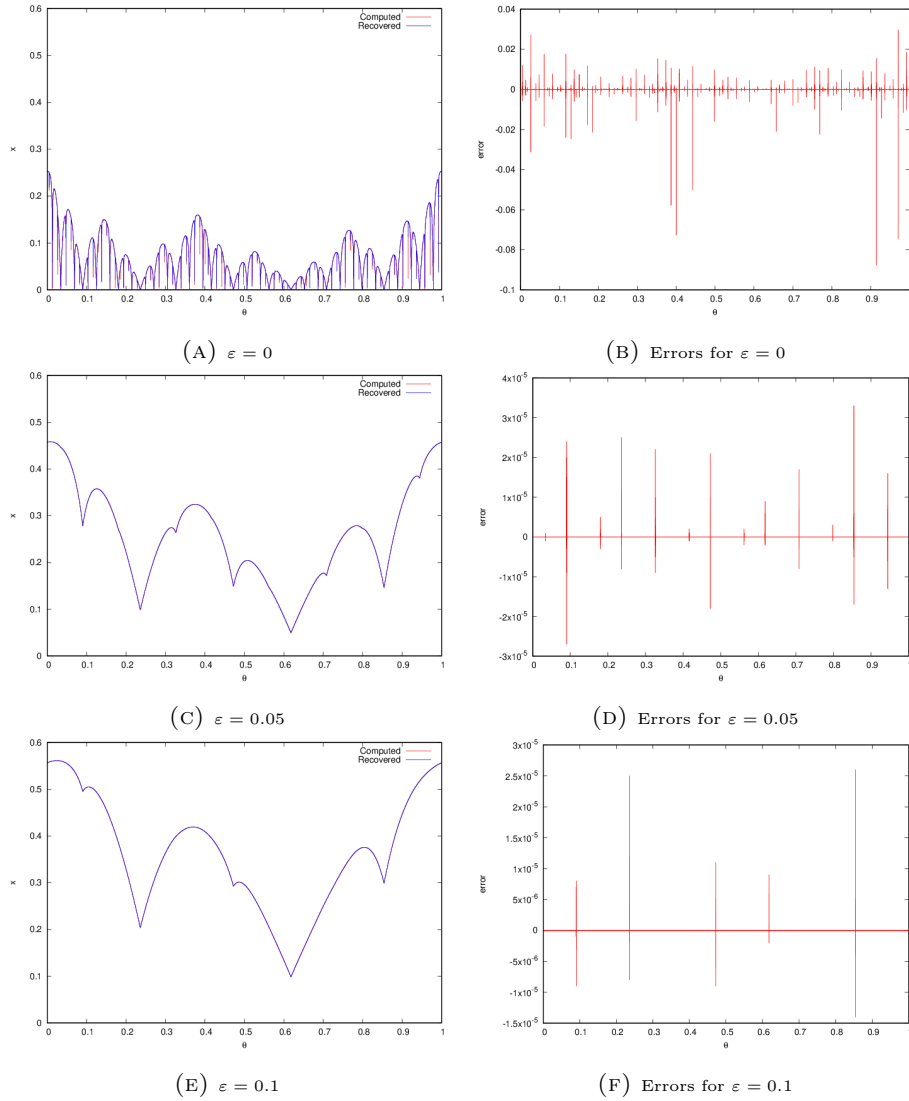 0.6
0.5
0.4
0.3
0.2
0.1
0
0 0.1 0.2 0.3 0.4 0.5 0.6 0.7 0.8 0.9 1
x
θ
Computed
Recovered
0.04
0.02
0
-0.02
-0.04
-0.06
-0.08
-0.1
0 0.1 0.2 0.3 0.4 0.5 0.6 0.7 0.8 0.9
error
θ
(A) ε = 0
(B) Errors for ε = 0
0.6
0.5
0.4
0.3
0.2
0.1
0
0 0.1 0.2 0.3 0.4 0.5 0.6 0.7 0.8 0.9 1
x
θ
Computed
Recovered
4x10⁻⁵
3x10⁻⁵
2x10⁻⁵
1x10⁻⁵
0
-1x10⁻⁵
-2x10⁻⁵
-3x10⁻⁵
0 0.1 0.2 0.3 0.4 0.5 0.6 0.7 0.8 0.9
error
θ
(C) ε = 0.05
(D) Errors for ε = 0.05
0.6
0.5
0.4
0.3
0.2
0.1
0
0 0.1 0.2 0.3 0.4 0.5 0.6 0.7 0.8 0.9 1
x
θ
Computed
Recovered
3x10⁻⁵
2.5x10⁻⁵
2x10⁻⁵
1.5x10⁻⁵
1x10⁻⁵
5x10⁻⁶
0
-5x10⁻⁶
-1x10⁻⁵
-1.5x10⁻⁵
0 0.1 0.2 0.3 0.4 0.5 0.6 0.7 0.8 0.9 1
error
θ
(E) ε = 0.1
(F) Errors for ε = 0.1